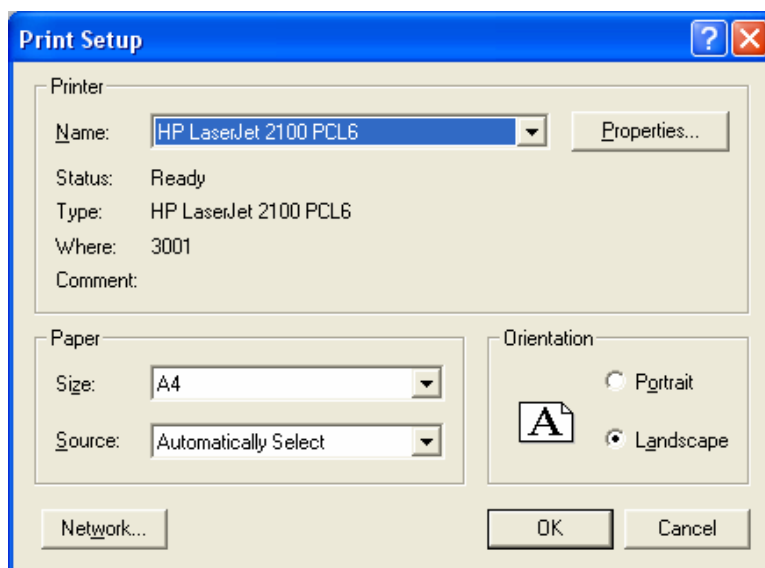 Print Setup
Printer
Name: HP LaserJet 2100 PCL6 Properties...
Status: Ready
Type: HP LaserJet 2100 PCL6
Where: 3001
Comment:
Paper
Size: A4
Source: Automatically Select
Orientation
A
Portrait
Landscape
Network... OK Cancel